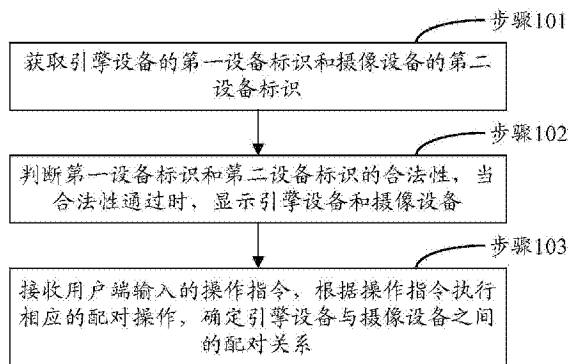 步骤101
获取引擎设备的第一设备标识和摄像设备的第二
设备标识
步骤102
判断第一设备标识和第二设备标识的合法性，当
合法性通过时，显示引擎设备和摄像设备
步骤103
接收用户端输入的操作指令，根据操作指令执行
相应的配对操作，确定引擎设备与摄像设备之间
的配对关系